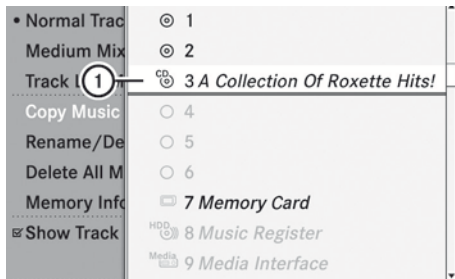 • Normal Trac
Medium Mix
Track L
Copy Music
Rename/De
Delete All M
Memory Info
Show Track
1
1
2
CD 3 A Collection Of Roxette Hits!
4
5
6
7 Memory Card
HDD 8 Music Register
Media 9 Media Interface